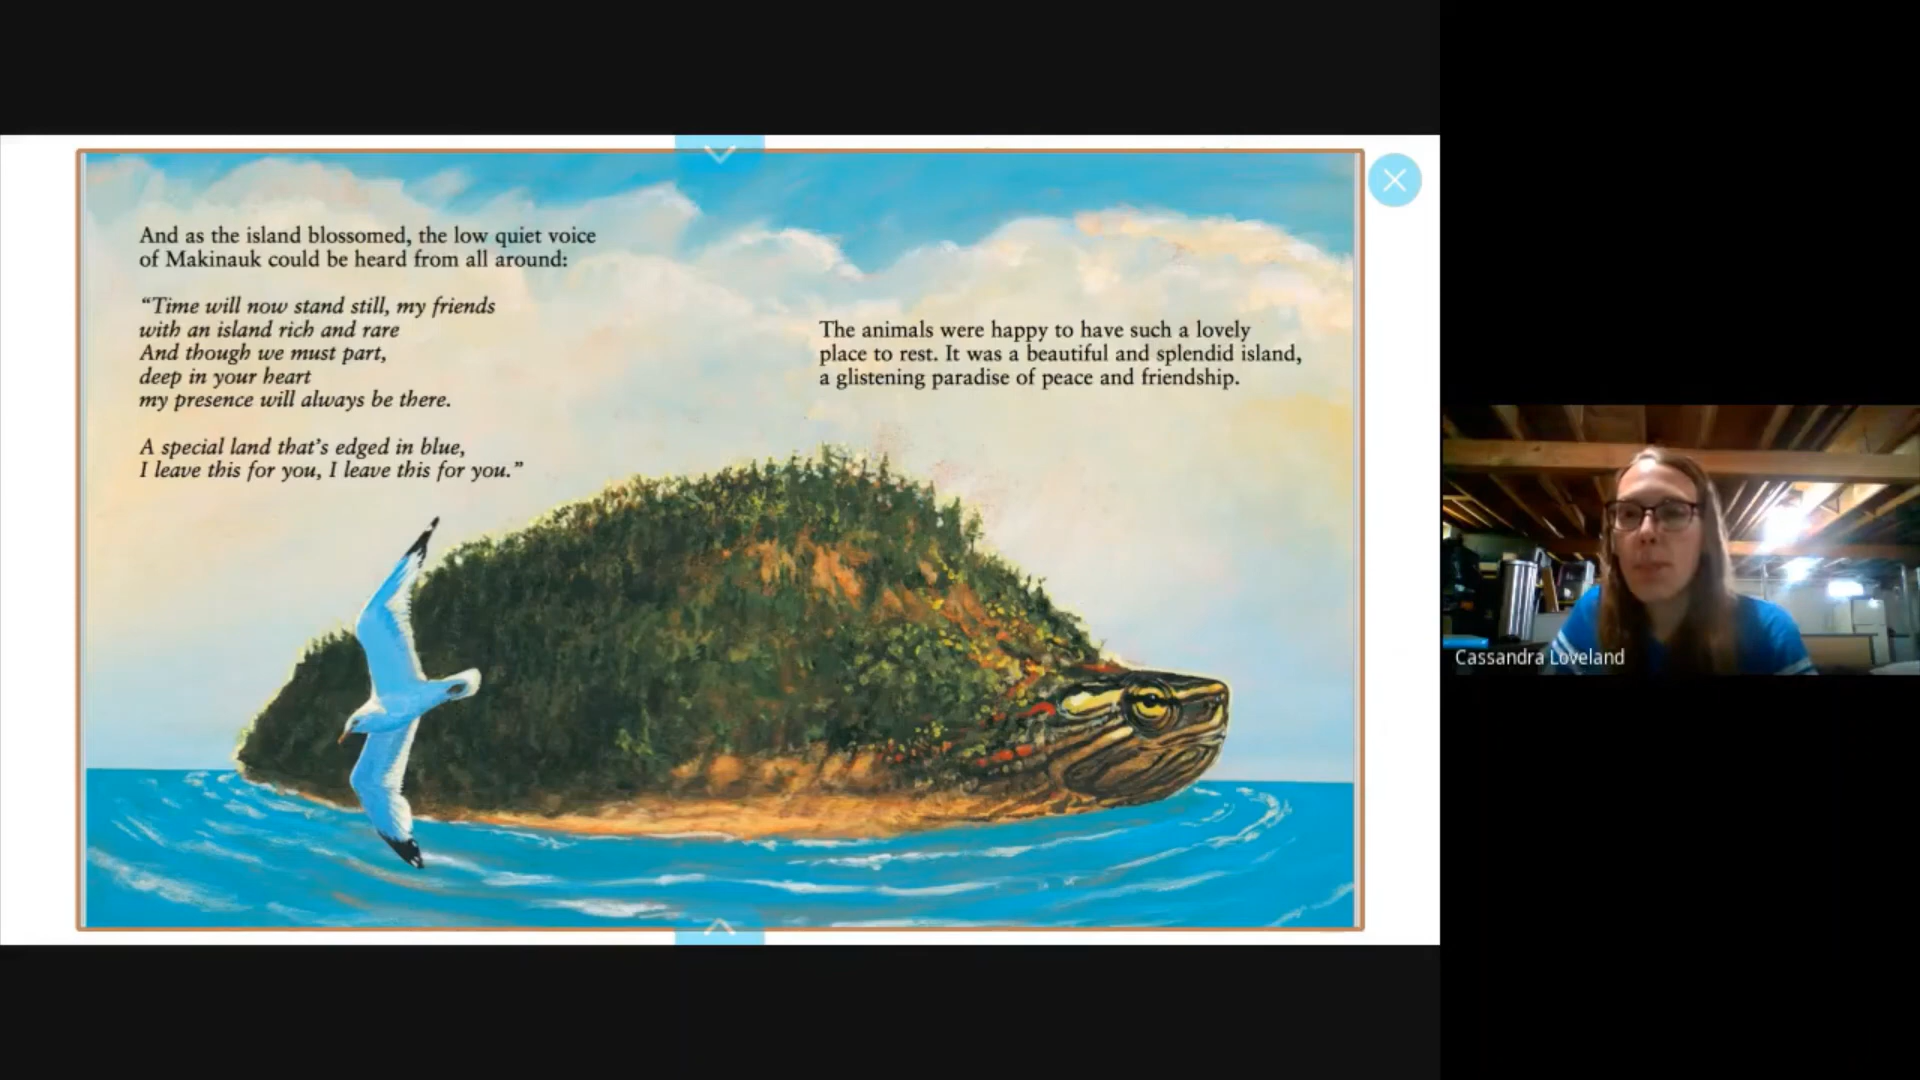 And as the island blossomed, the low quiet voice
of Makinauk could be heard from all around:
“Time will now stand still, my friends
with an island rich and rare
And though we must part,
deep in your heart
my presence will always be there.
A special land that’s edged in blue,
I leave this for you, I leave this for you.”
The animals were happy to have such a lovely
place to rest. It was a beautiful and splendid island,
a glistening paradise of peace and friendship.
Cassandra Loveland